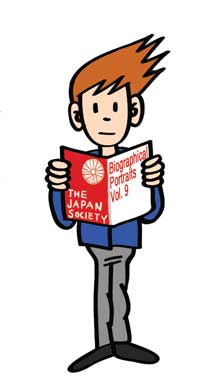 THE
JAPAN
SOCIETY
Biographical
Portraits
Vol. 9